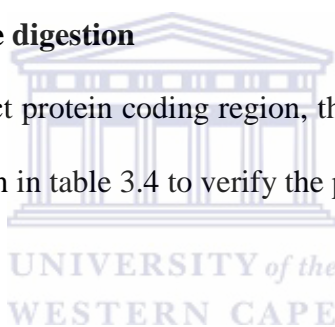 e digestion
ct protein coding region, th
n in table 3.4 to verify the p
UNIVERSITY of the
WESTERN CAPE